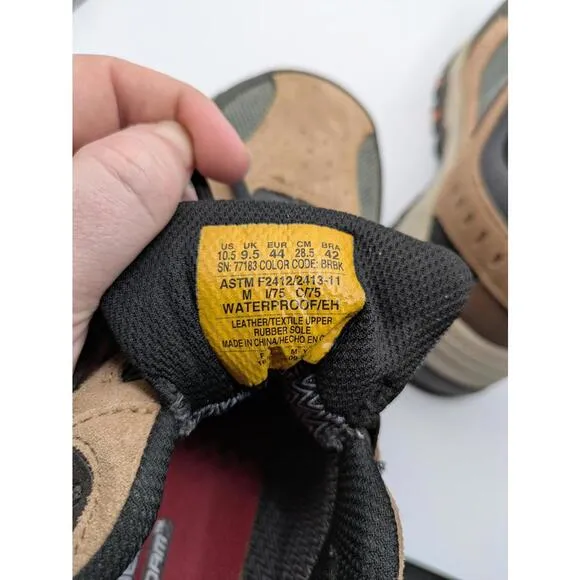 US UK EUR CM BRA
10.5 9.5 44 28.5 42
SN: 77183 COLOR CODE: BRBK
ASTM F2412/2413-11
M I/75 C/75
WATERPROOF/EH
LEATHER/TEXTILE UPPER
RUBBER SOLE
MADE IN CHINA/HECHO EN C